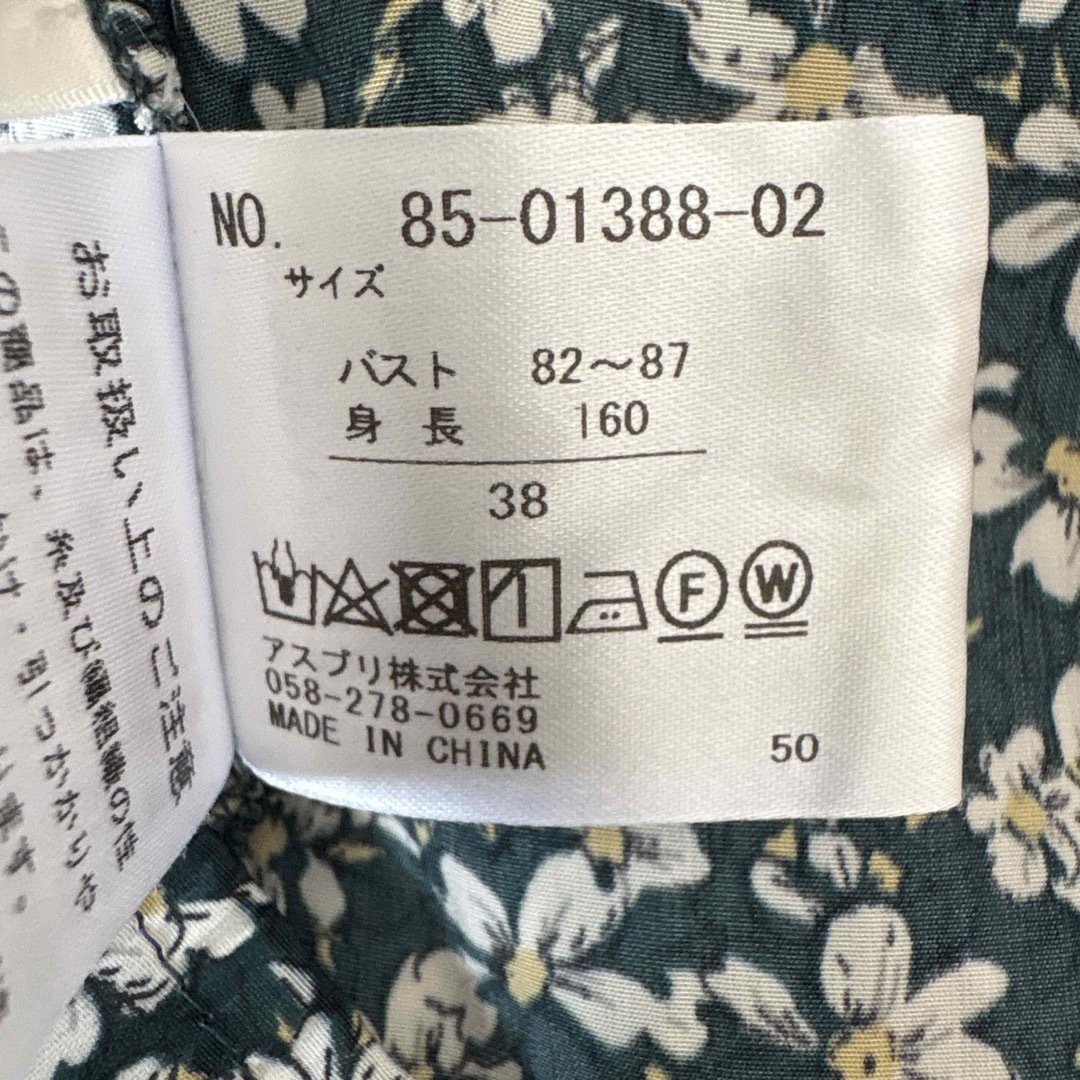 NO. 85-01388-02
サイズ
バスト 82～87
身長 160
38
F W
アスプリ株式会社
058-278-0669
MADE IN CHINA
50
お取扱い上のご注意